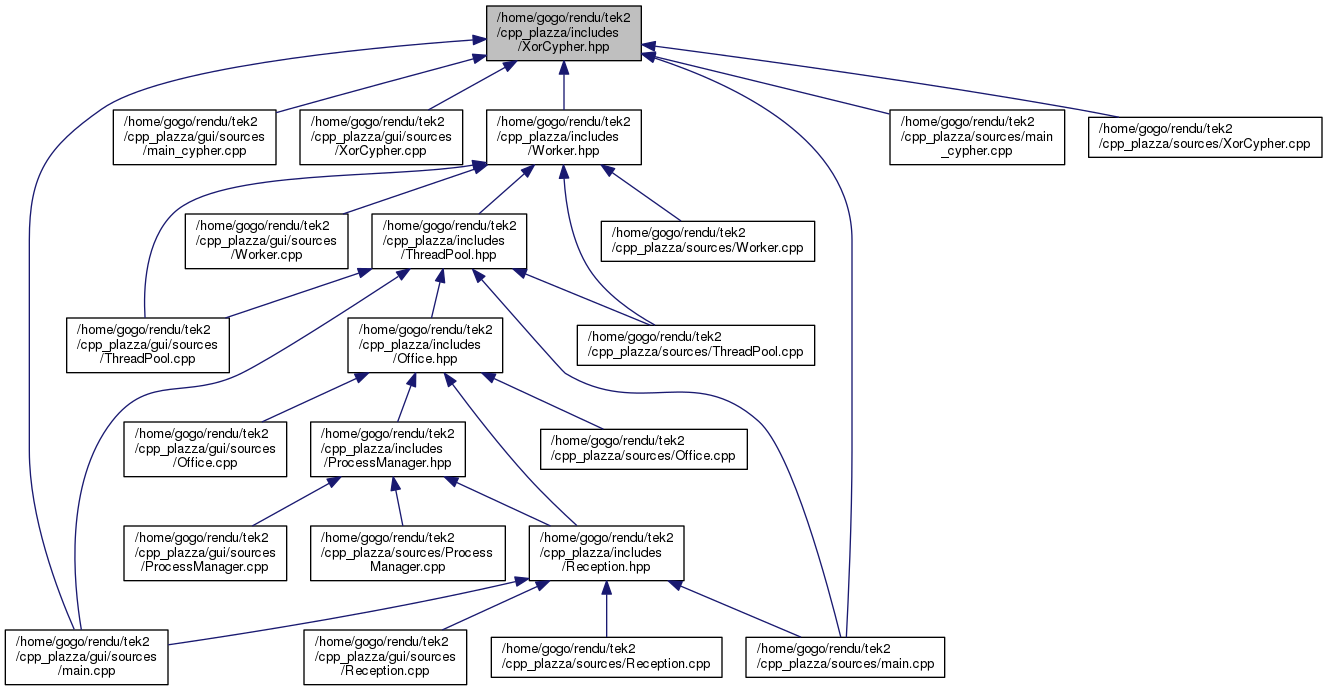 /home/gogo/rendu/tek2
/cpp_plazza/includes
/XorCypher.hpp
/home/gogo/rendu/tek2
/cpp_plazza/gui/sources
/main_cypher.cpp
/home/gogo/rendu/tek2
/cpp_plazza/gui/sources
/XorCypher.cpp
/home/gogo/rendu/tek2
/cpp_plazza/includes
/Worker.hpp
/home/gogo/rendu/tek2
/cpp_plazza/sources/main
_cypher.cpp
/home/gogo/rendu/tek2
/cpp_plazza/sources/XorCypher.cpp
/home/gogo/rendu/tek2
/cpp_plazza/gui/sources
/Worker.cpp
/home/gogo/rendu/tek2
/cpp_plazza/includes
/ThreadPool.hpp
/home/gogo/rendu/tek2
/cpp_plazza/sources/Worker.cpp
/home/gogo/rendu/tek2
/cpp_plazza/gui/sources
/ThreadPool.cpp
/home/gogo/rendu/tek2
/cpp_plazza/includes
/Office.hpp
/home/gogo/rendu/tek2
/cpp_plazza/sources/ThreadPool.cpp
/home/gogo/rendu/tek2
/cpp_plazza/gui/sources
/Office.cpp
/home/gogo/rendu/tek2
/cpp_plazza/includes
/ProcessManager.hpp
/home/gogo/rendu/tek2
/cpp_plazza/sources/Office.cpp
/home/gogo/rendu/tek2
/cpp_plazza/gui/sources
/ProcessManager.cpp
/home/gogo/rendu/tek2
/cpp_plazza/sources/Process
Manager.cpp
/home/gogo/rendu/tek2
/cpp_plazza/includes
/Reception.hpp
/home/gogo/rendu/tek2
/cpp_plazza/gui/sources
/main.cpp
/home/gogo/rendu/tek2
/cpp_plazza/gui/sources
/Reception.cpp
/home/gogo/rendu/tek2
/cpp_plazza/sources/Reception.cpp
/home/gogo/rendu/tek2
/cpp_plazza/sources/main.cpp